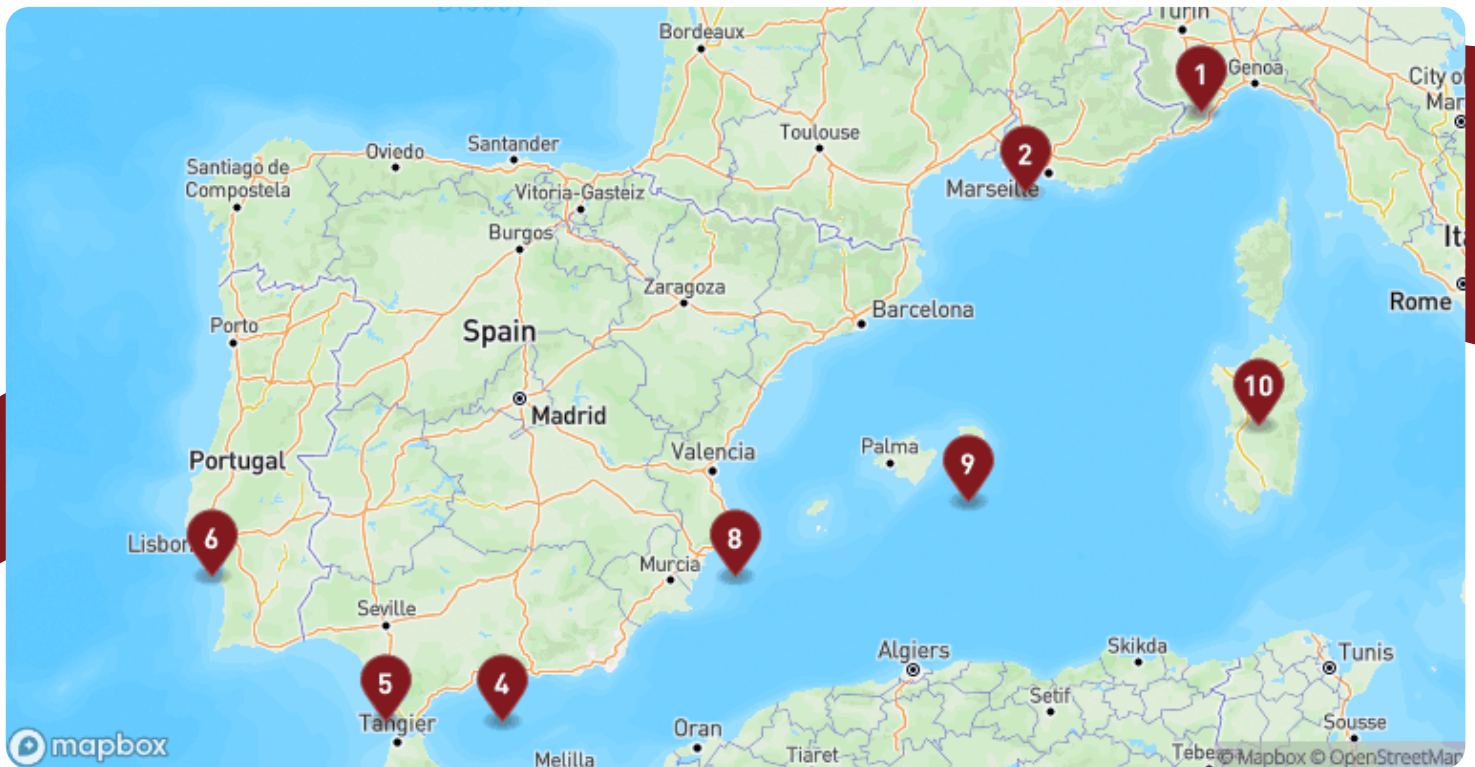 Biscay
Turin
Bordeaux
1
Genoa
City of
Mar
Toulouse
2
Marseille
Oviedo
Santander
Santiago de
Compostela
Vitoria-Gasteiz
Burgos
Zaragoza
Barcelona
Ita
Rome
Porto
Spain
10
Madrid
Portugal
Valencia
Palma
9
Lisbon
6
8
Murcia
Seville
5
4
Tangier
Algiers
Skikda
Tunis
Setif
Oran
Sousse
Melilla
Tiaret
Tebe
mapbox
© Mapbox © OpenStreetMap